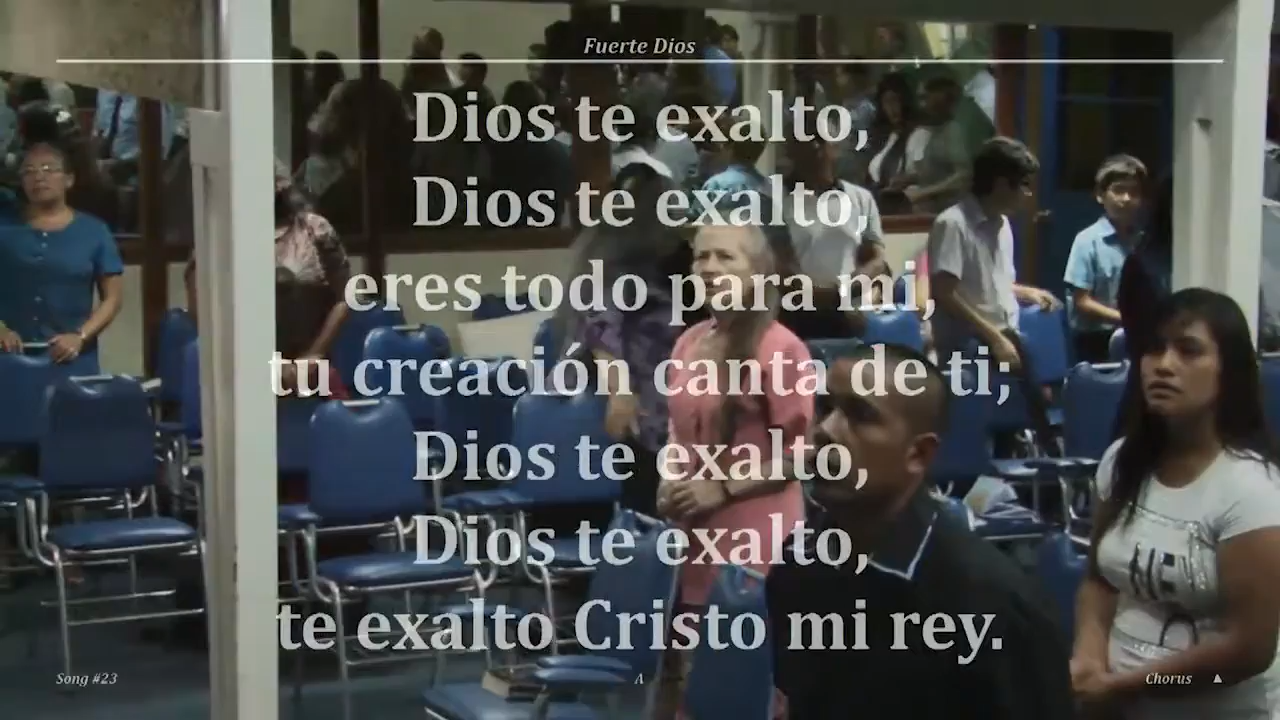 Fuerte Dios
Dios te exalto,
Dios te exalto,
eres todo para mi,
tu creación canta de ti;
Dios te exalto,
Dios te exalto,
te exalto Cristo mi rey.
Song #23
A
Chorus ▲
NEW